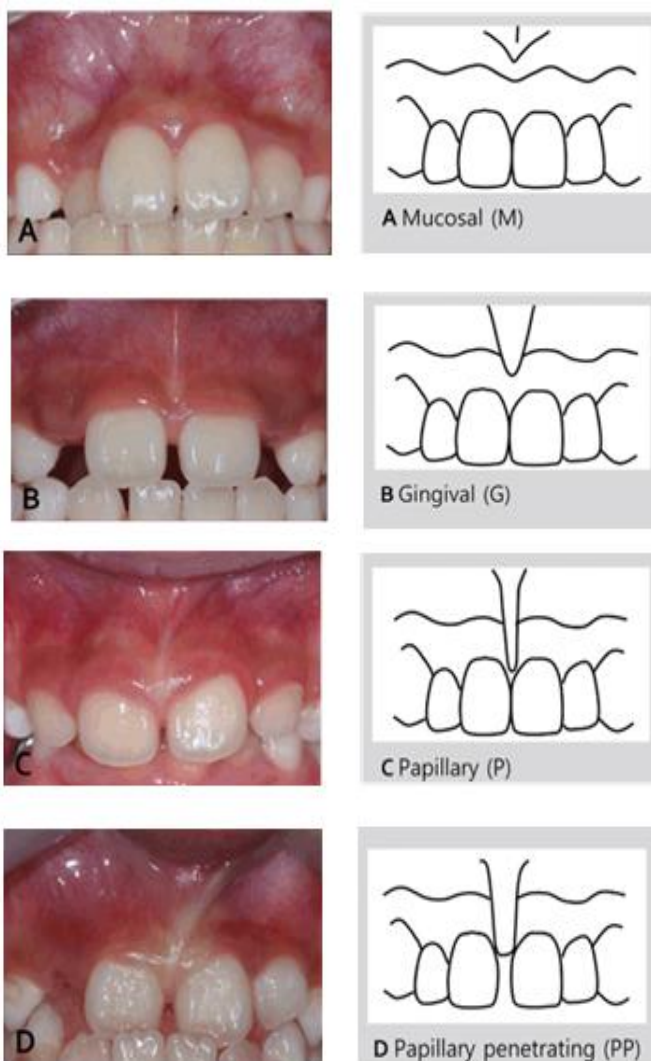 A
A Mucosal (M)
B
B Gingival (G)
C
C Papillary (P)
D
D Papillary penetrating (PP)